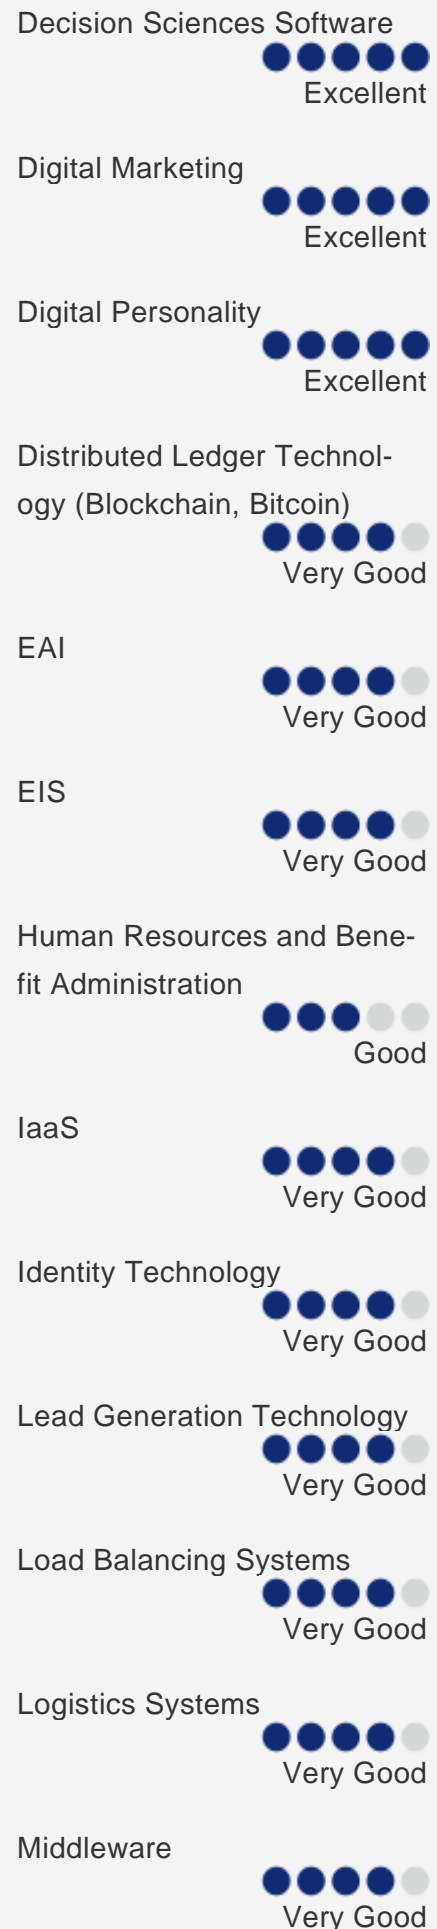 Decision Sciences Software
Excellent
Digital Marketing
Excellent
Digital Personality
Excellent
Distributed Ledger Technol-
ogy (Blockchain, Bitcoin)
Very Good
EAI
Very Good
EIS
Very Good
Human Resources and Bene-
fit Administration
Good
IaaS
Very Good
Identity Technology
Very Good
Lead Generation Technology
Very Good
Load Balancing Systems
Very Good
Logistics Systems
Very Good
Middleware
Very Good